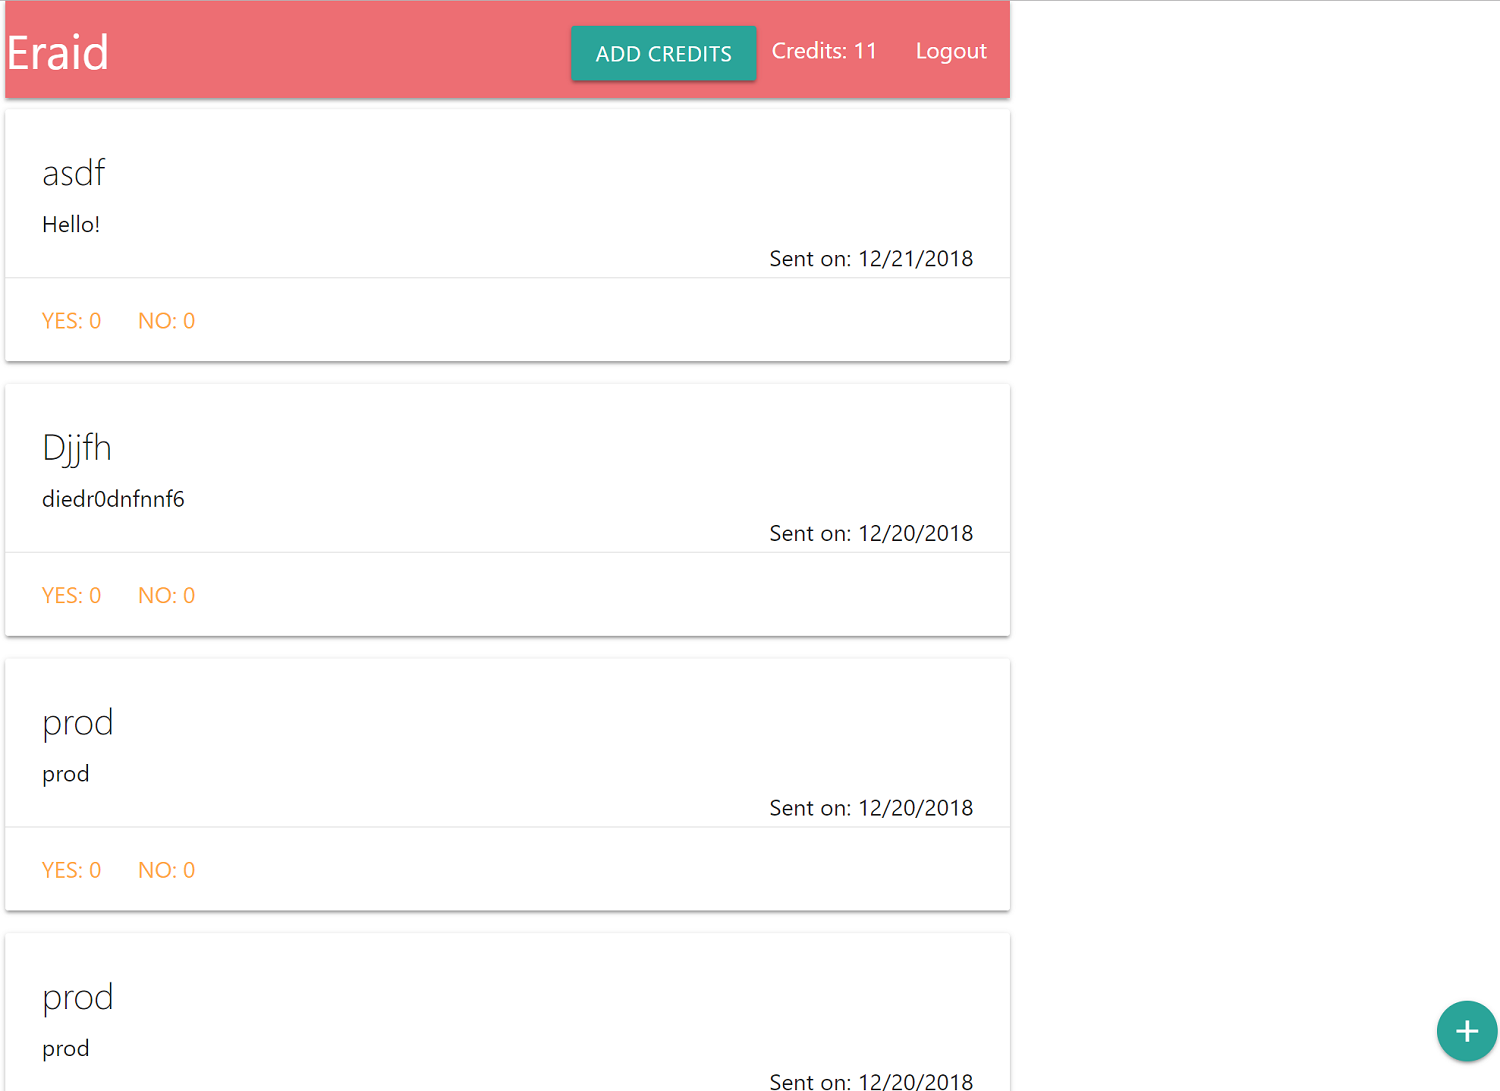 Eraid
ADD CREDITS Credits: 11 Logout
asdf
Hello!
Sent on: 12/21/2018
YES: 0 NO: 0
Djjfh
diedr0dnfnnf6
Sent on: 12/20/2018
YES: 0 NO: 0
prod
prod
Sent on: 12/20/2018
YES: 0 NO: 0
prod
prod
Sent on: 12/20/2018
+